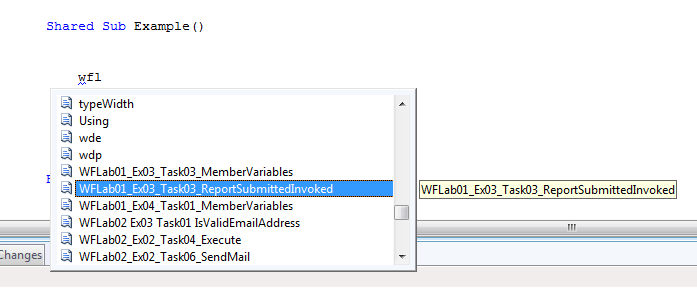 Shared Sub Example()
wfl
typeWidth
Using
wde
wdp
WFLab01_Ex03_Task03_MemberVariables
WFLab01_Ex03_Task03_ReportSubmittedInvoked
WFLab01_Ex03_Task03_ReportSubmittedInvoked
WFLab01_Ex04_Task01_MemberVariables
WFLab02 Ex03 Task01 IsValidEmailAddress
WFLab02_Ex02_Task04_Execute
WFLab02_Ex02_Task06_SendMail
Changes